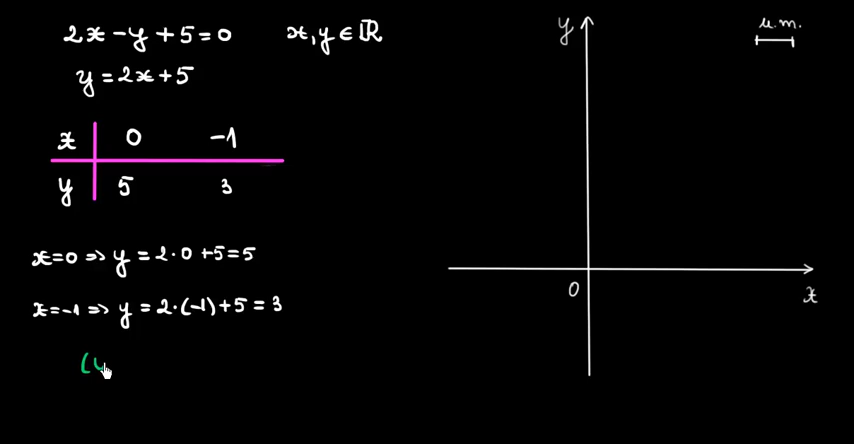 2x-y+5=0 x,y∈ℝ
y=2x+5
x 0 -1
y 5 3
x=0 => y=2·0+5=5
x=-1 => y=2·(-1)+5=3
(
y
u.m.
0
x